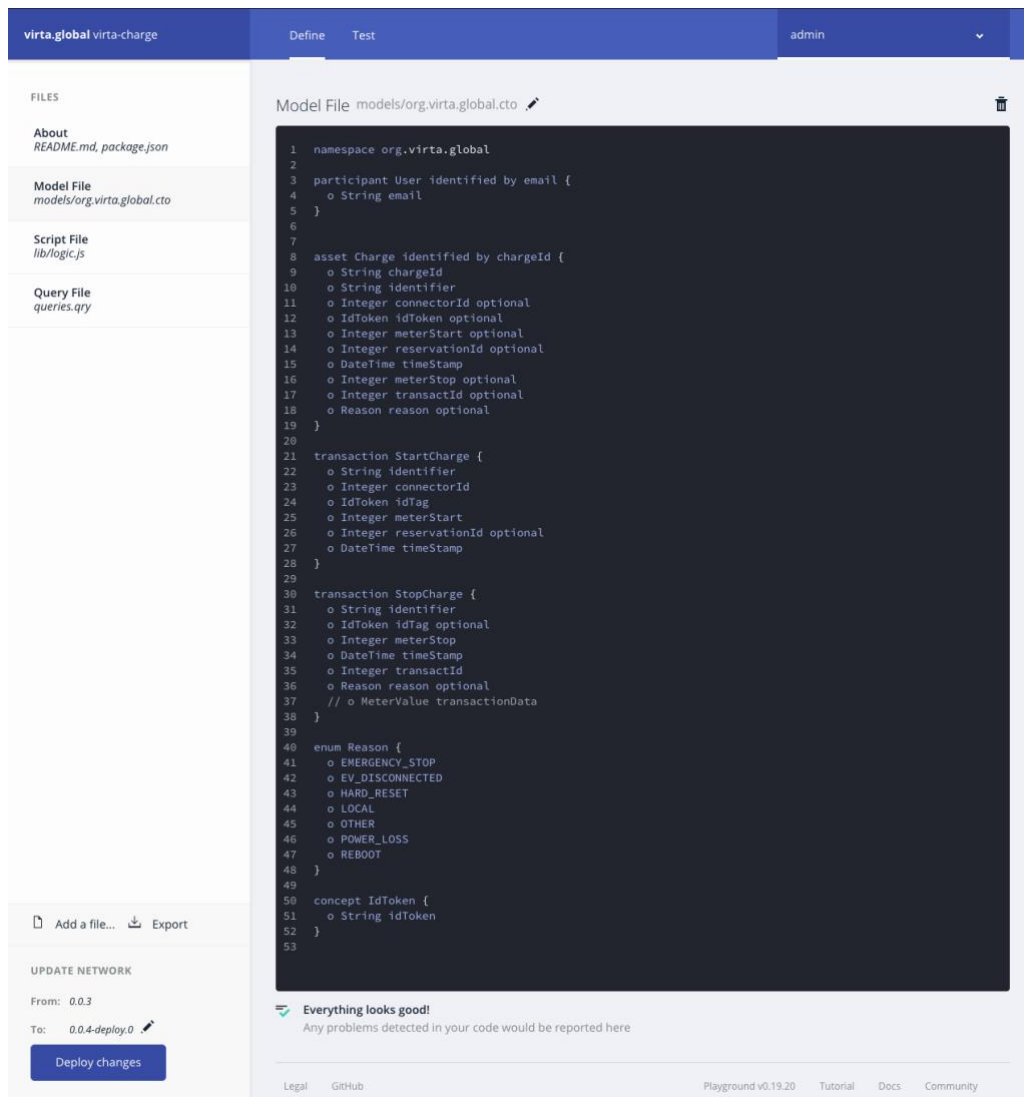 virta.global virta-charge
Define Test
admin
FILES
About
README.md, package.json
Model File
models/org.virta.global.cto
Script File
lib/logic.js
Query File
queries.qry
Add a file... Export
UPDATE NETWORK
From: 0.0.3
To: 0.0.4-deploy.0
Deploy changes
Model File models/org.virta.global.cto
1 namespace org.virta.global
2
3 participant User identified by email {
4 o String email
5 }
6
7
8 asset Charge identified by chargeId {
9 o String chargeId
10 o String identifier
11 o Integer connectorId optional
12 o IdToken idToken optional
13 o Integer meterStart optional
14 o Integer reservationId optional
15 o DateTime timeStamp
16 o Integer meterStop optional
17 o Integer transactId optional
18 o Reason reason optional
19 }
20
21 transaction StartCharge {
22 o String identifier
23 o Integer connectorId
24 o IdToken idTag
25 o Integer meterStart
26 o Integer reservationId optional
27 o DateTime timeStamp
28 }
29
30 transaction StopCharge {
31 o String identifier
32 o IdToken idTag optional
33 o Integer meterStop
34 o DateTime timeStamp
35 o Integer transactId
36 o Reason reason optional
37 // o MeterValue transactionData
38 }
39
40 enum Reason {
41 o EMERGENCY_STOP
42 o EV_DISCONNECTED
43 o HARD_RESET
44 o LOCAL
45 o OTHER
46 o POWER_LOSS
47 o REBOOT
48 }
49
50 concept IdToken {
51 o String idToken
52 }
53
Everything looks good!
Any problems detected in your code would be reported here
Legal GitHub
Playground v0.19.20 Tutorial Docs Community